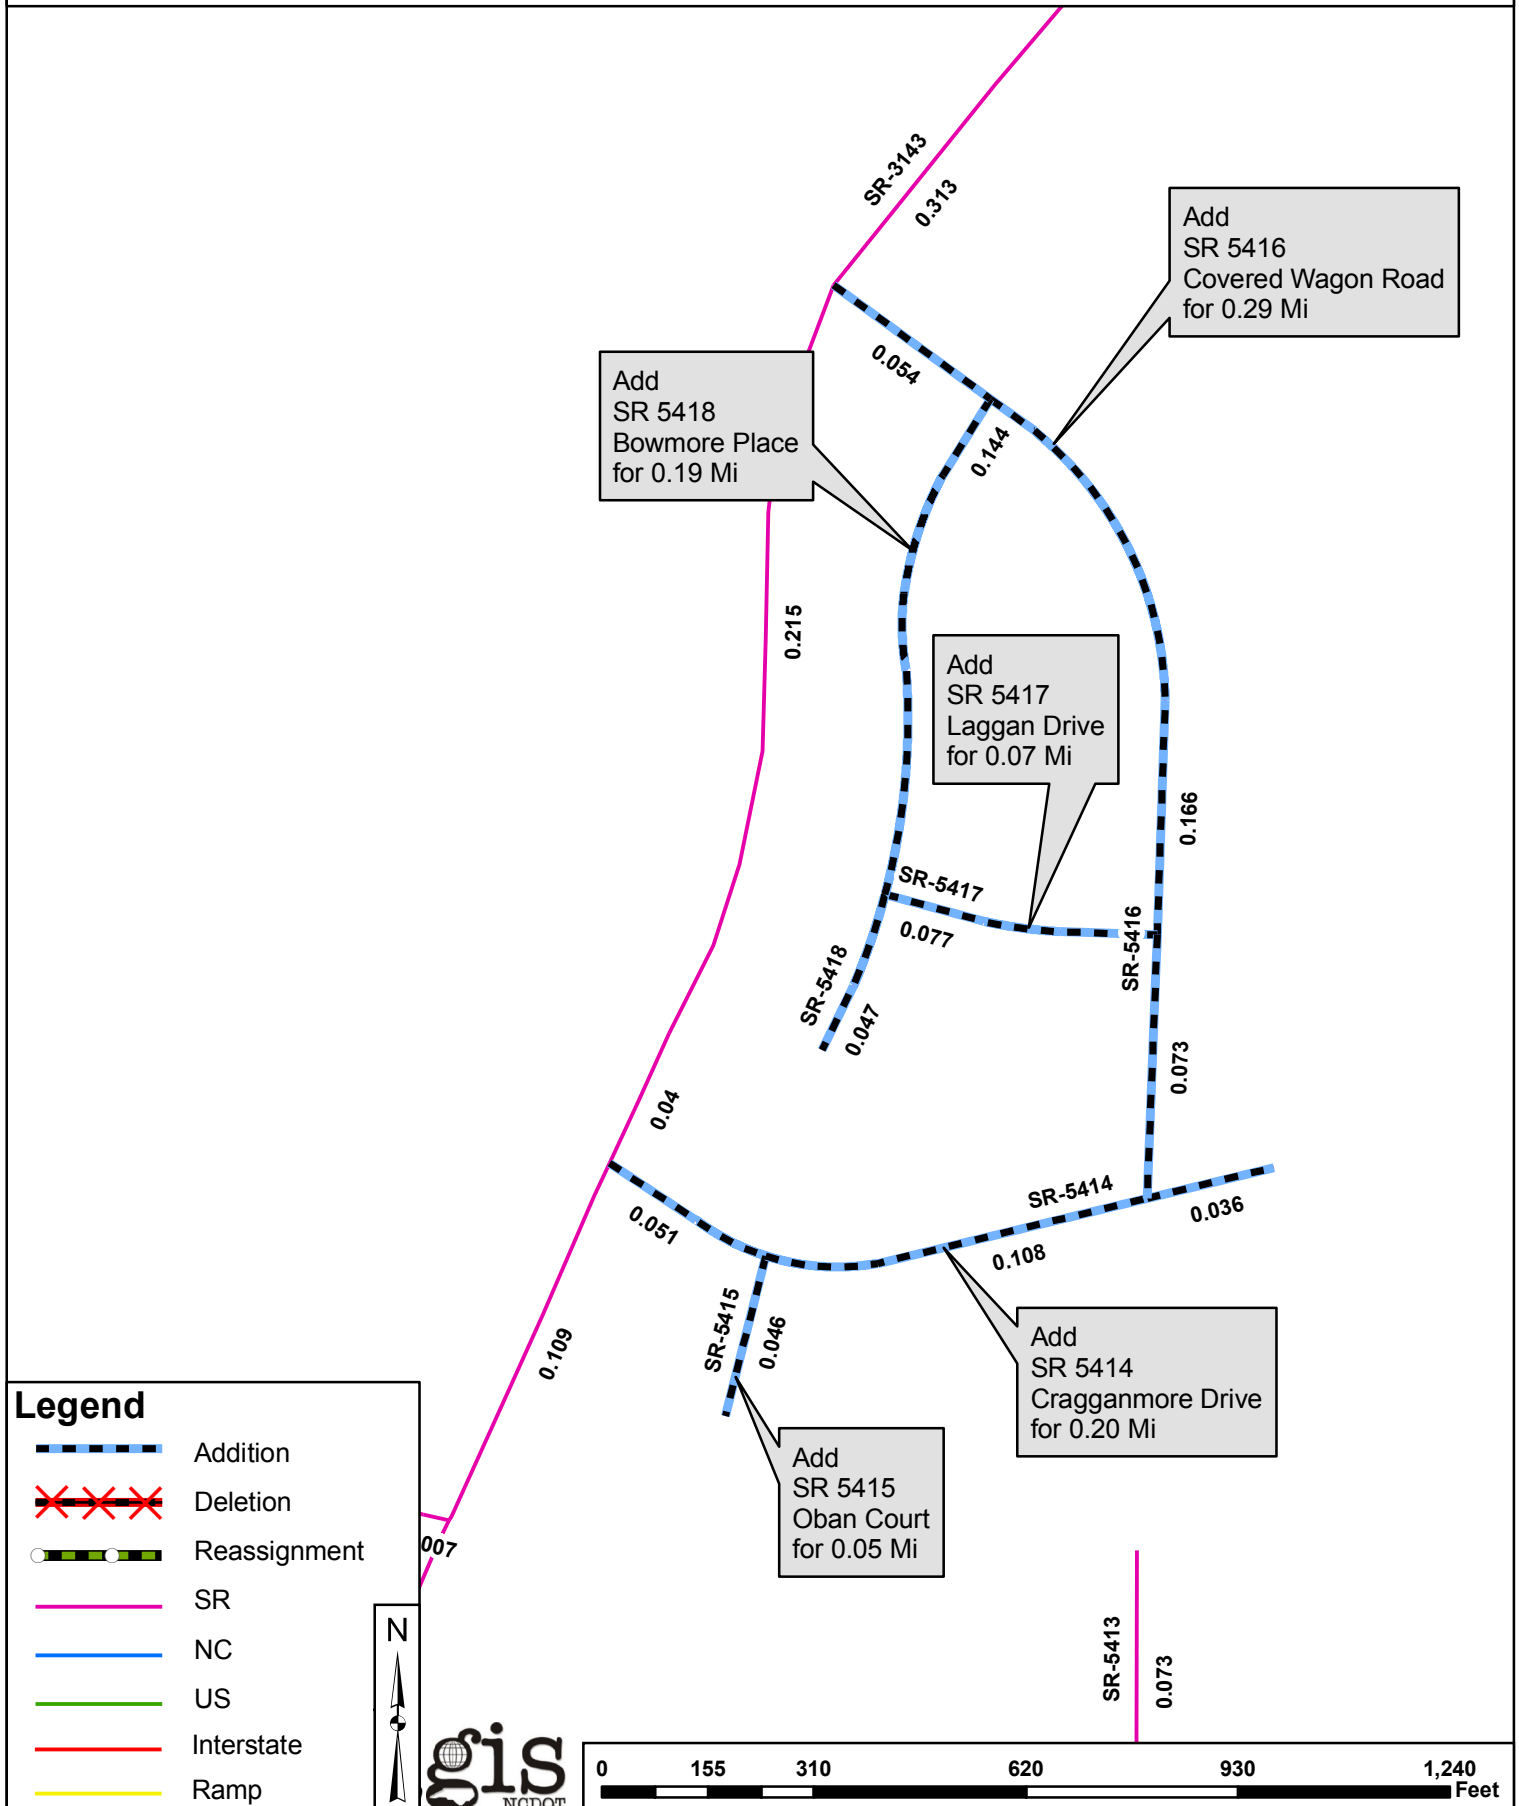 SR-3143
0.313
Add
SR 5416
Covered Wagon Road
for 0.29 Mi
0.054
Add
SR 5418
Bowmore Place
for 0.19 Mi
0.144
0.215
Add
SR 5417
Laggan Drive
for 0.07 Mi
0.166
SR-5417
0.077
SR-5416
SR-5418
0.047
0.073
0.04
SR-5414
0.036
0.051
0.108
SR-5415
0.046
0.109
Add
SR 5414
Cragganmore Drive
for 0.20 Mi
Add
SR 5415
Oban Court
for 0.05 Mi
007
SR-5413
0.073
Legend
Addition
Deletion
Reassignment
SR
NC
US
Interstate
Ramp
N
gis
NCDOT
0 155 310 620 930 1,240
Feet